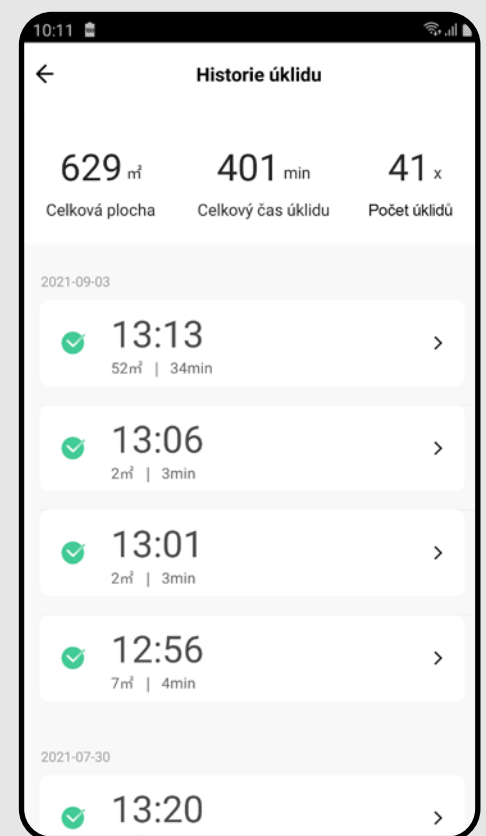 10:11
Historie úklidu
629 ㎡ 401 min 41 x
Celková plocha Celkový čas úklidu Počet úklidů
2021-09-03
13:13
52㎡ | 34min
13:06
2㎡ | 3min
13:01
2㎡ | 3min
12:56
7㎡ | 4min
2021-07-30
13:20